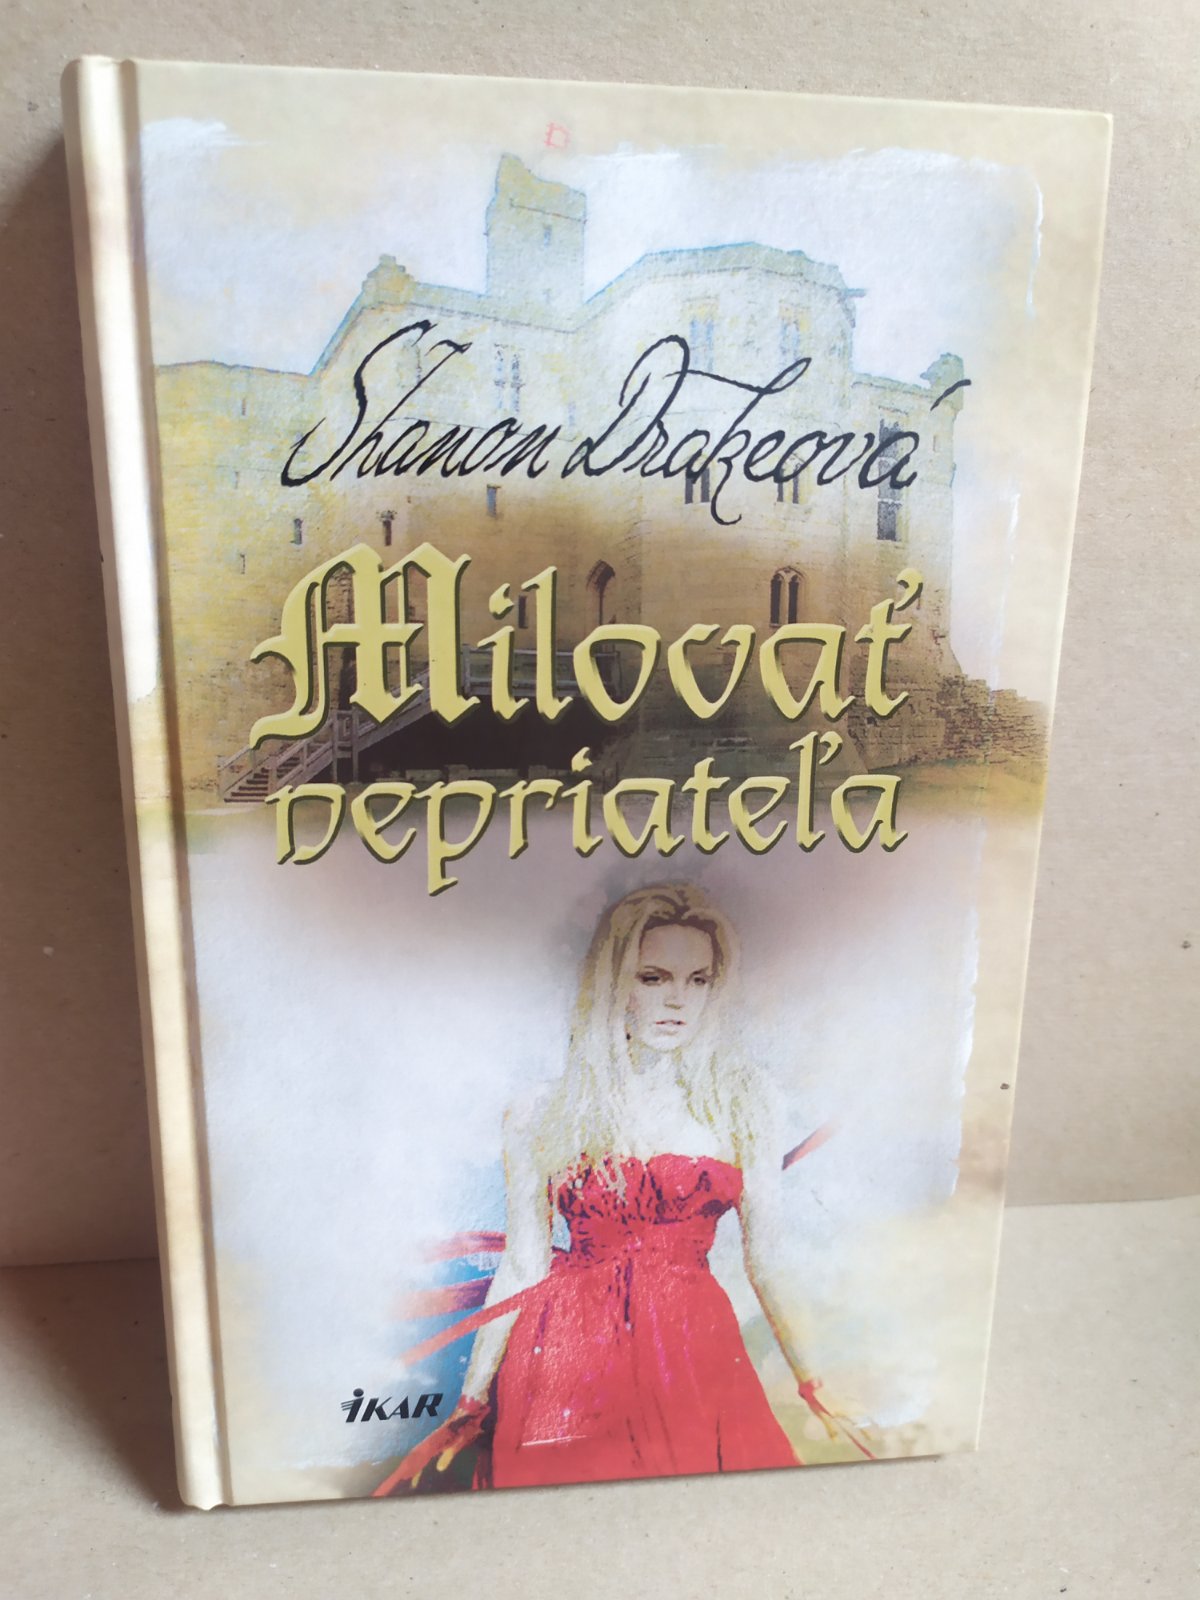 Shanon Drakeová
Milovať
nepriateľa
iKAR